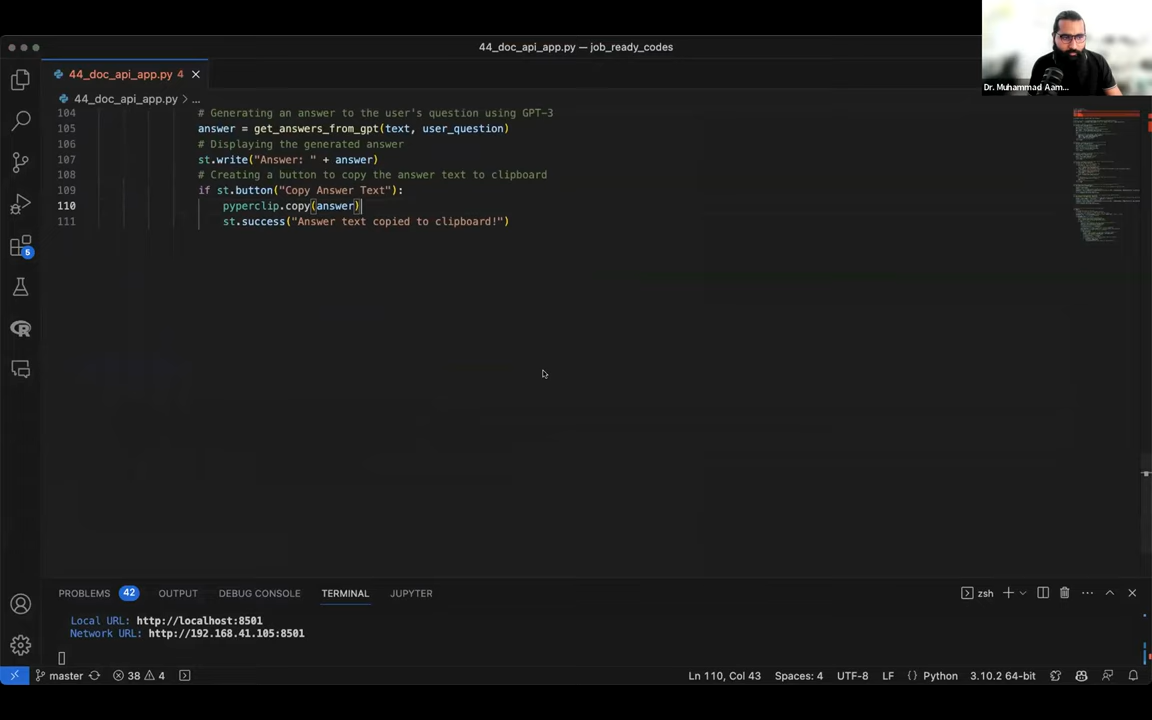 44_doc_api_app.py — job_ready_codes
Dr. Muhammad Aam...
44_doc_api_app.py 4
44_doc_api_app.py > ...
104 # Generating an answer to the user's question using GPT-3
105 answer = get_answers_from_gpt(text, user_question)
106 # Displaying the generated answer
107 st.write("Answer: " + answer)
108 # Creating a button to copy the answer text to clipboard
109 if st.button("Copy Answer Text"):
110 pyperclip.copy(answer)
111 st.success("Answer text copied to clipboard!")
5
PROBLEMS 42 OUTPUT DEBUG CONSOLE TERMINAL JUPYTER zsh
Local URL: http://localhost:8501
Network URL: http://192.168.41.105:8501
master 38 4 Ln 110, Col 43 Spaces: 4 UTF-8 LF {} Python 3.10.2 64-bit